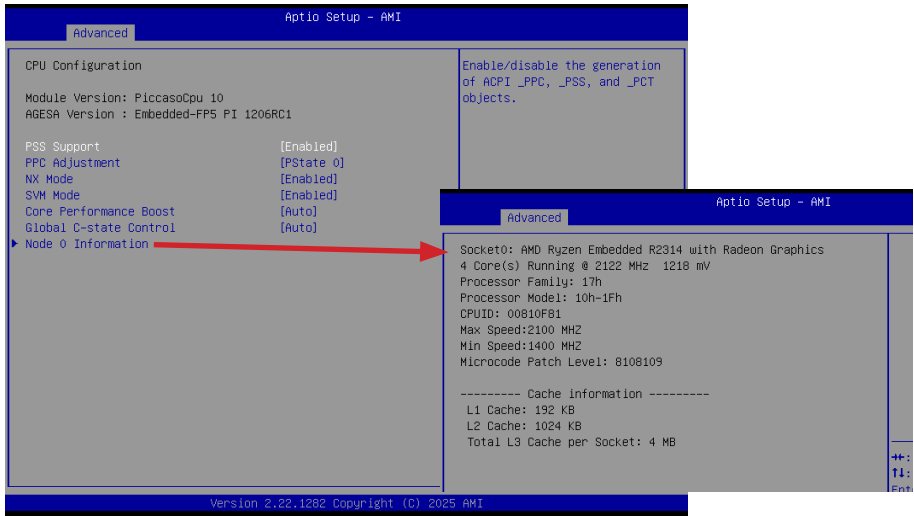 Aptio Setup – AMI
Advanced
CPU Configuration
Module Version: PiccasoCpu 10
AGESA Version : Embedded-FP5 PI 1206RC1
PSS Support [Enabled]
PPC Adjustment [PState 0]
NX Mode [Enabled]
SVM Mode [Enabled]
Core Performance Boost [Auto]
Global C-state Control [Auto]
Node 0 Information
Enable/disable the generation
of ACPI _PPC, _PSS, and _PCT
objects.
Version 2.22.1282 Copyright (C) 2025 AMI
Aptio Setup – AMI
Advanced
Socket0: AMD Ryzen Embedded R2314 with Radeon Graphics
4 Core(s) Running @ 2122 MHz 1218 mV
Processor Family: 17h
Processor Model: 10h-1Fh
CPUID: 00810F81
Max Speed:2100 MHZ
Min Speed:1400 MHZ
Microcode Patch Level: 8108109
--------- Cache information ---------
L1 Cache: 192 KB
L2 Cache: 1024 KB
Total L3 Cache per Socket: 4 MB
→←:
↑↓: